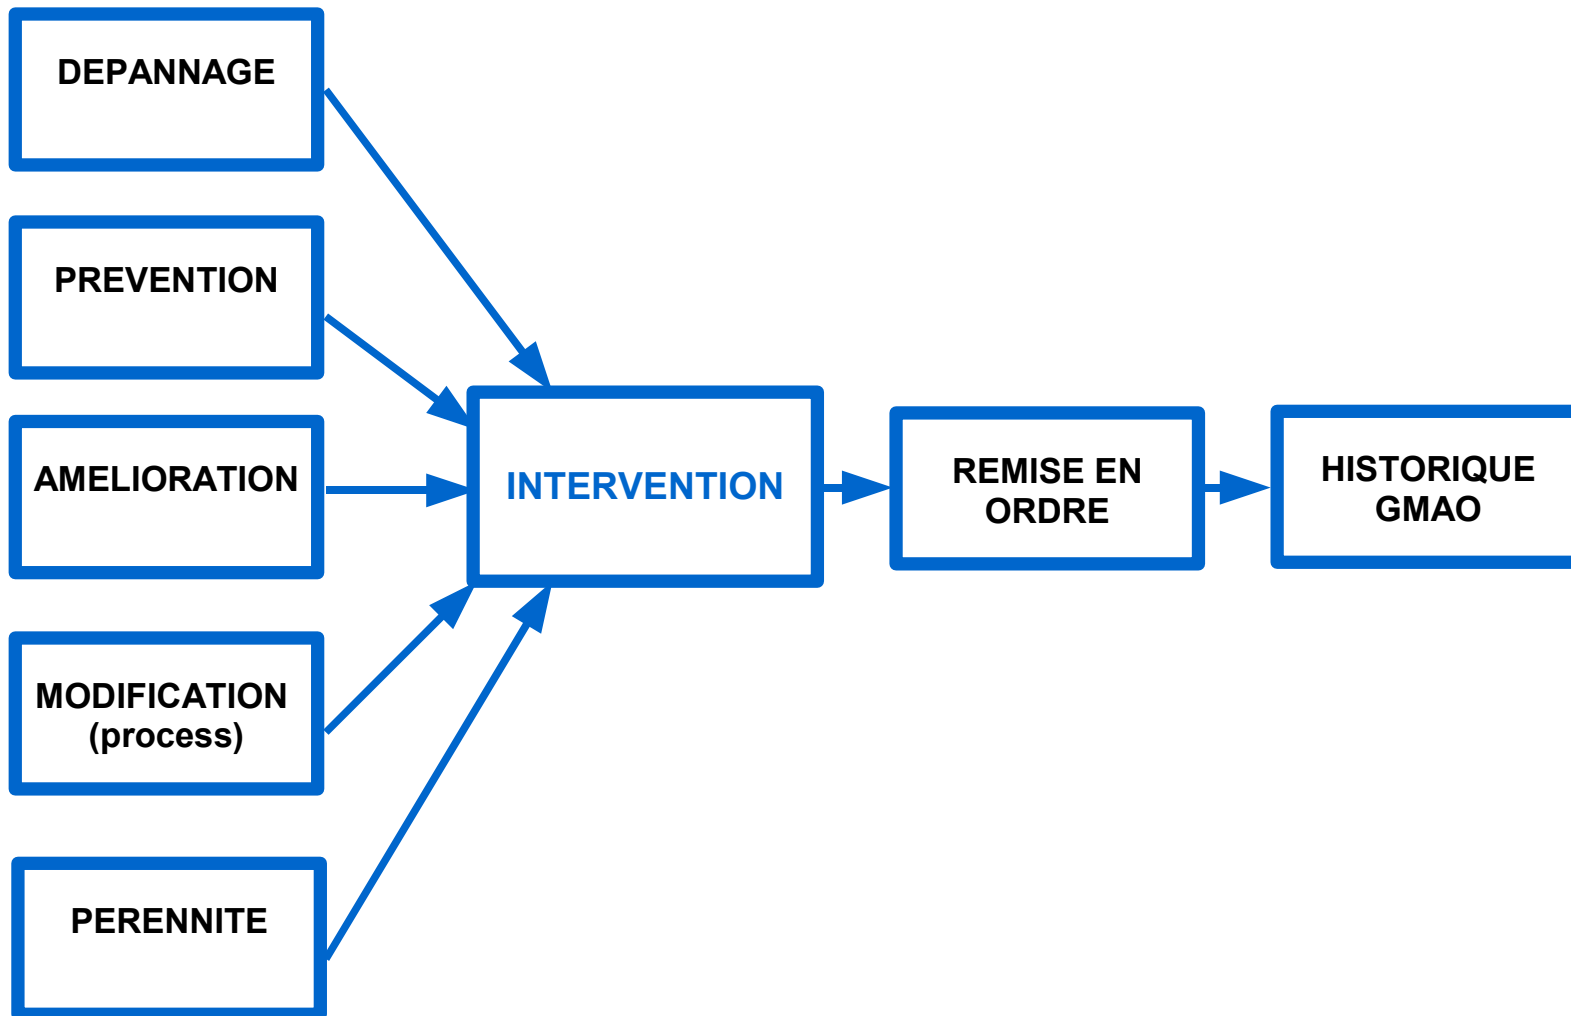 DEPANNAGE
PREVENTION
AMELIORATION
MODIFICATION
(process)
PERENNITE
INTERVENTION
REMISE EN
ORDRE
HISTORIQUE
GMAO